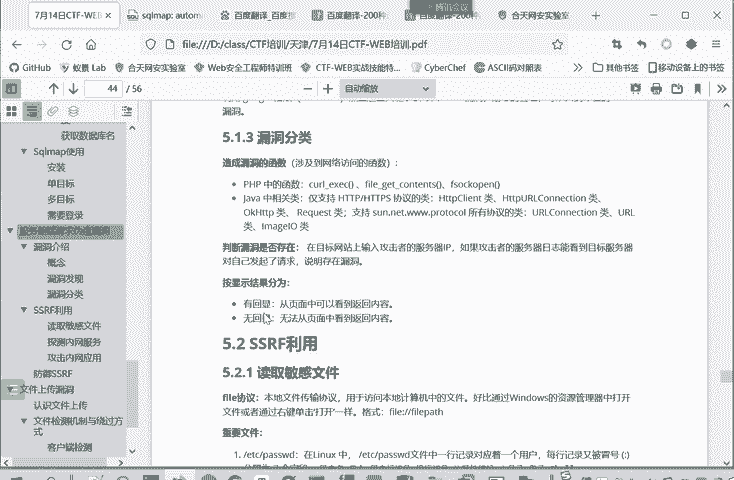 腾讯会议
7月14日CTF-WEB
sqlmap: autom
百度翻译_百度
百度翻译-200种
百度翻译-200种
合天网安实验室
file:///D:/class/CTF培训/天津/7月14日CTF-WEB培训.pdf
GitHub
蚁景 Lab
合天网安实验室
Web安全工程师特训班
CTF-WEB实战技能特...
CyberChef
ASCII码对照表
其他书签
移动设备上的书签
44 / 56
自动缩放
获取数据库名
Sqlmap使用
安装
单目标
多目标
需要登录
漏洞介绍
概念
漏洞发现
漏洞分类
SSRF利用
读取敏感文件
探测内网服务
攻击内网应用
防御SSRF
文件上传漏洞
认识文件上传
文件检测机制与绕过方
式
客户端检测
漏洞。
5.1.3 漏洞分类
造成漏洞的函数（涉及到网络访问的函数）:
• PHP 中的函数：curl_exec() 、file_get_contents()、fsockopen()
• Java 中相关类：仅支持 HTTP/HTTPS 协议的类：HttpClient 类、HttpURLConnection 类、
OkHttp 类、 Request 类；支持 sun.net.www.protocol 所有协议的类：URLConnection 类、URL
类、ImageIO 类
判断漏洞是否存在： 在目标网站上输入攻击者的服务器IP，如果攻击者的服务器日志能看到目标服务器
对自己发起了请求，说明存在漏洞。
按显示结果分为：
• 有回显：从页面中可以看到返回内容。
• 无回显：无法从页面中看到返回内容。
5.2 SSRF利用
5.2.1 读取敏感文件
file协议：本地文件传输协议，用于访问本地计算机中的文件。好比通过Windows的资源管理器中打开
文件或者通过右键单击‘打开’一样。格式：file://filepath
重要文件：
1. /etc/passwd：在Linux 中， /etc/passwd文件中一行记录对应着一个用户，每行记录又被冒号 (:)